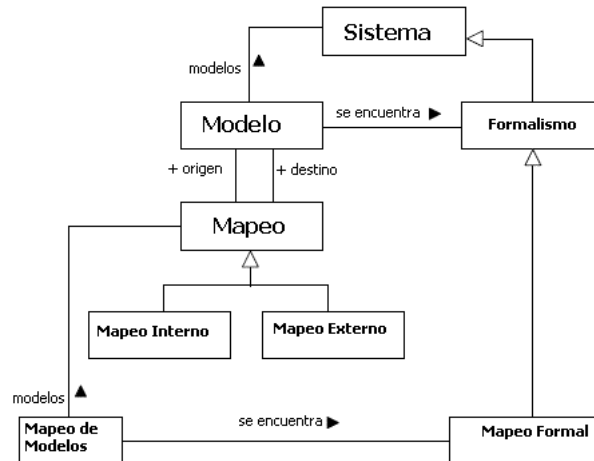 Sistema
modelos ▲
Modelo
se encuentra ►
Formalismo
+ origen
+ destino
Mapeo
Mapeo Interno
Mapeo Externo
modelos ▲
Mapeo de
Modelos
se encuentra ►
Mapeo Formal